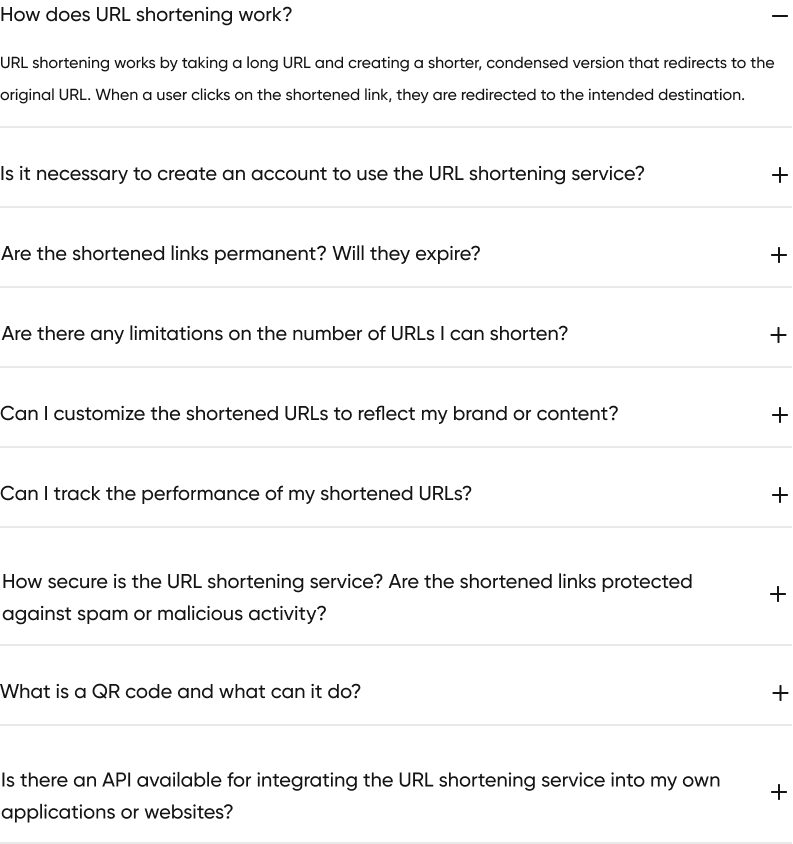 How does URL shortening work?
URL shortening works by taking a long URL and creating a shorter, condensed version that redirects to the
original URL. When a user clicks on the shortened link, they are redirected to the intended destination.
Is it necessary to create an account to use the URL shortening service?
Are the shortened links permanent? Will they expire?
Are there any limitations on the number of URLs I can shorten?
Can I customize the shortened URLs to reflect my brand or content?
Can I track the performance of my shortened URLs?
How secure is the URL shortening service? Are the shortened links protected
against spam or malicious activity?
What is a QR code and what can it do?
Is there an API available for integrating the URL shortening service into my own
applications or websites?